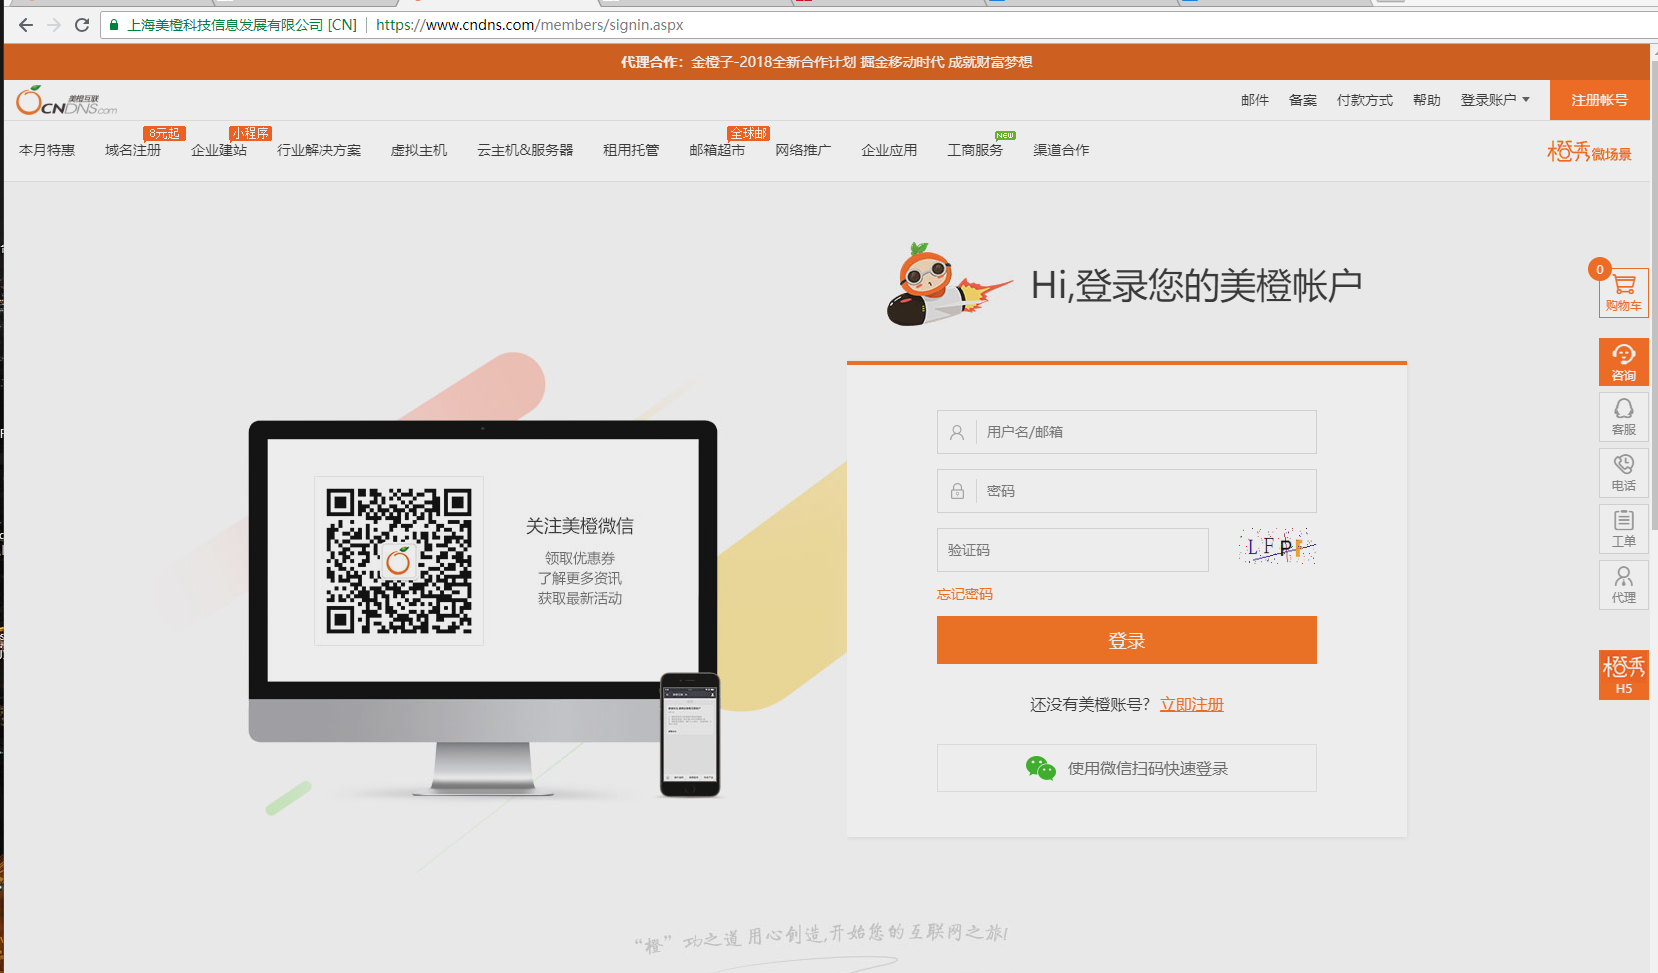 上海美橙科技信息发展有限公司 [CN] https://www.cndns.com/members/signin.aspx
代理合作：金橙子-2018全新合作计划 掘金移动时代 成就财富梦想
美橙互联
CNDNS.com
邮件 备案 付款方式 帮助 登录账户 注册帐号
8元起 小程序 全球邮 NEW
本月特惠 域名注册 企业建站 行业解决方案 虚拟主机 云主机&服务器 租用托管 邮箱超市 网络推广 企业应用 工商服务 渠道合作
橙秀微场景
Hi,登录您的美橙帐户
0
购物车
咨询
客服
电话
工单
代理
橙秀
H5
关注美橙微信
领取优惠券
了解更多资讯
获取最新活动
用户名/邮箱
密码
验证码
LFPF
忘记密码
登录
还没有美橙账号？ 立即注册
使用微信扫码快速登录
“橙”功之道 用心创造,开始您的互联网之旅!